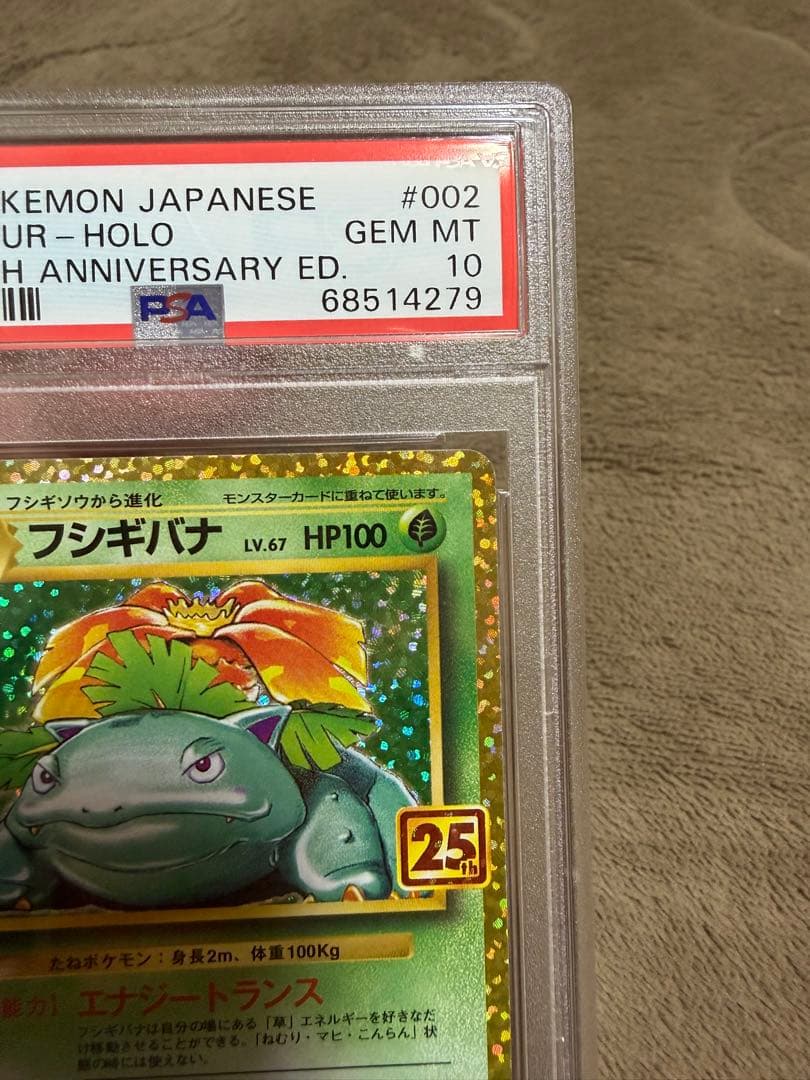 KEMON JAPANESE #002
UR-HOLO GEM MT
H ANNIVERSARY ED. 10
68514279
PSA
フシギソウから進化 モンスターカードに重ねて使います。
フシギバナ LV.67 HP100
25th
たねポケモン：身長2m、体重100Kg
能力】 エナジートランス
フシギバナは自分の場にある「草」エネルギーを好きなだ
け移動させることができる。「ねむり・マヒ・こんらん」状
態の時には使えない。